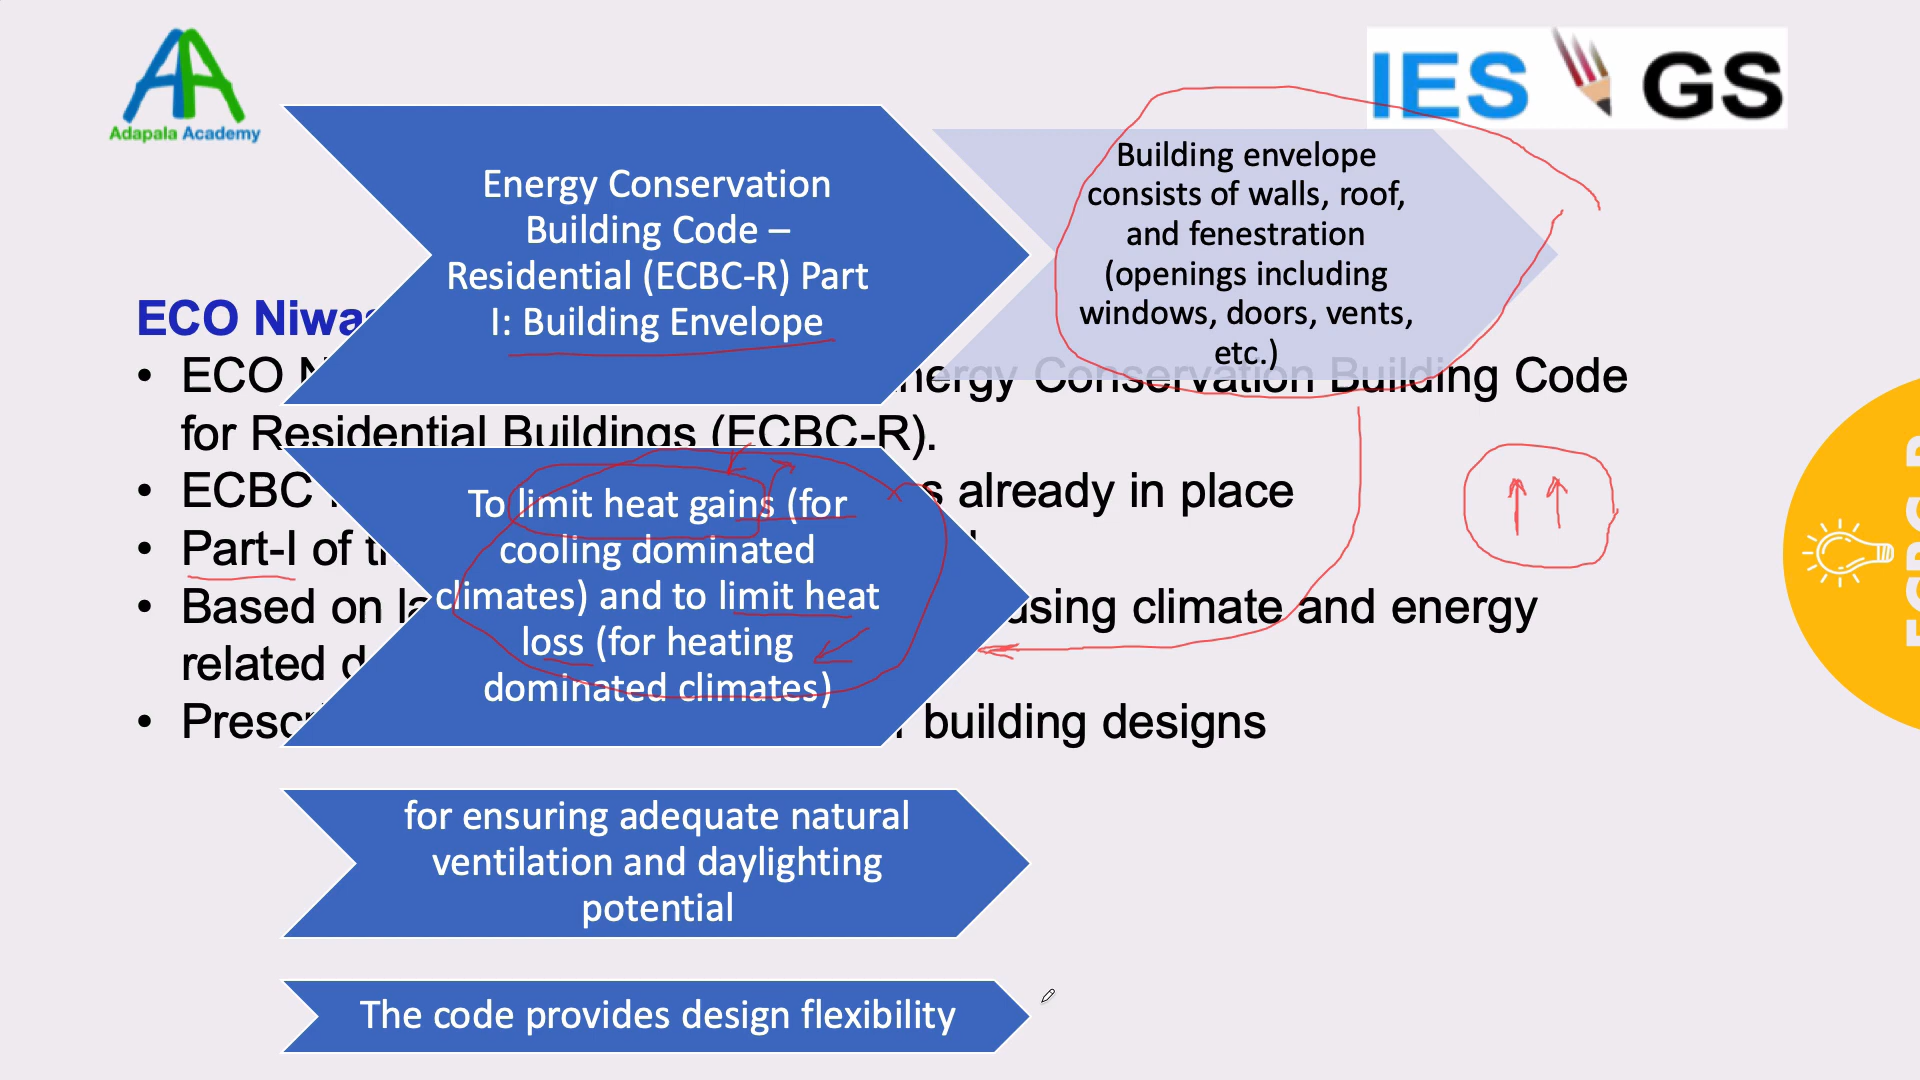 Adapala Academy
IES GS
Energy Conservation
Building Code –
Residential (ECBC-R) Part
I: Building Envelope
Building envelope
consists of walls, roof,
and fenestration
(openings including
windows, doors, vents,
etc.)
ECO Niwas
ECO nergy Conservation Building Code
for Residential Buildings (ECBC-R).
ECBC s already in place
Part-I of
Based on using climate and energy
related
building designs
To limit heat gains (for
cooling dominated
climates) and to limit heat
loss (for heating
dominated climates)
for ensuring adequate natural
ventilation and daylighting
potential
The code provides design flexibility